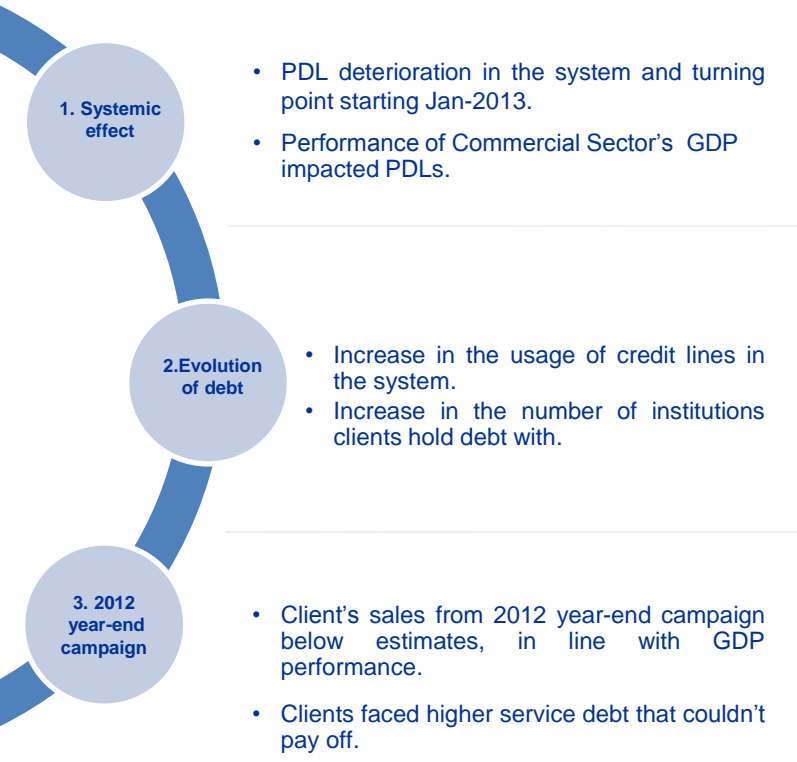 1. Systemic
effect
• PDL deterioration in the system and turning
point starting Jan-2013.
• Performance of Commercial Sector's GDP
impacted PDLs.
2.Evolution
of debt
• Increase in the usage of credit lines in
the system.
• Increase in the number of institutions
clients hold debt with.
3. 2012
year-end
campaign
• Client's sales from 2012 year-end campaign
below estimates, in line with GDP
performance.
• Clients faced higher service debt that couldn't
pay off.